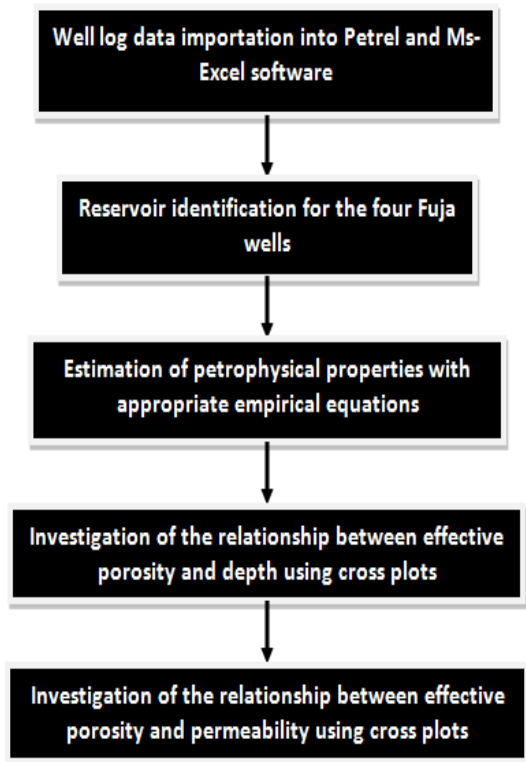 Well log data importation into Petrel and Ms-
Excel software
Reservoir identification for the four Fuja
wells
Estimation of petrophysical properties with
appropriate empirical equations
Investigation of the relationship between effective
porosity and depth using cross plots
Investigation of the relationship between effective
porosity and permeability using cross plots